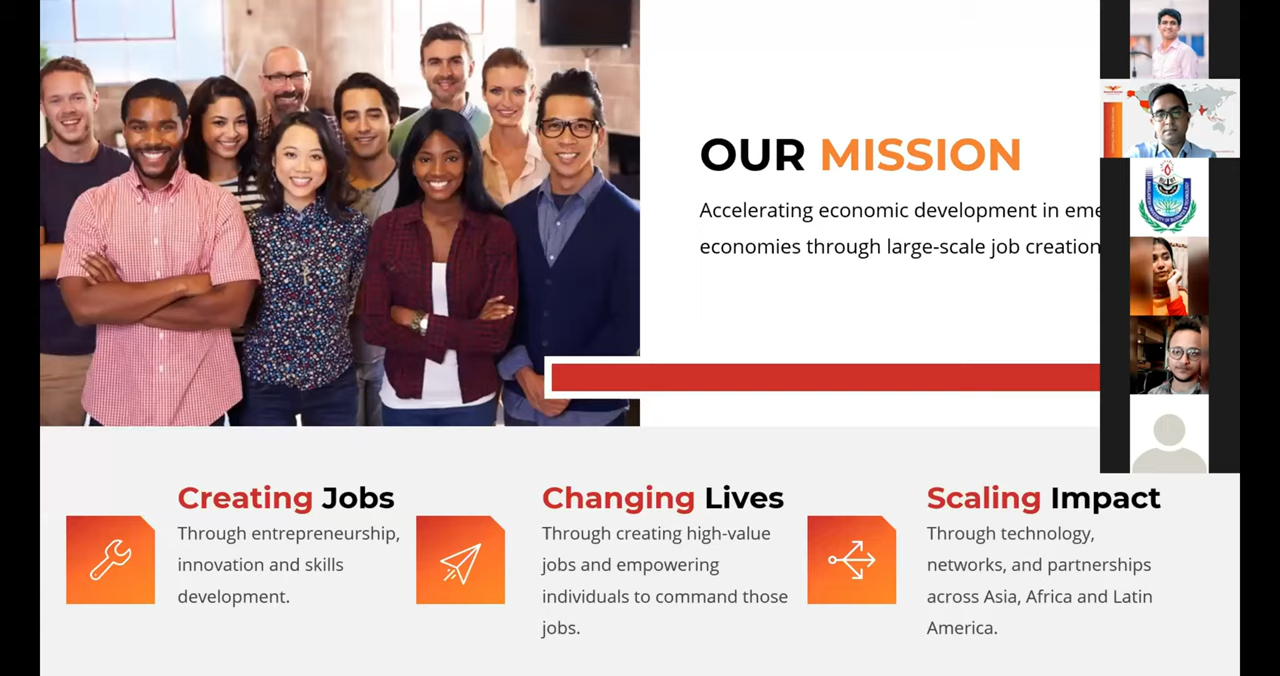 OUR MISSION
Accelerating economic development in eme
economies through large-scale job creation
Creating Jobs
Through entrepreneurship,
innovation and skills
development.
Changing Lives
Through creating high-value
jobs and empowering
individuals to command those
jobs.
Scaling Impact
Through technology,
networks, and partnerships
across Asia, Africa and Latin
America.